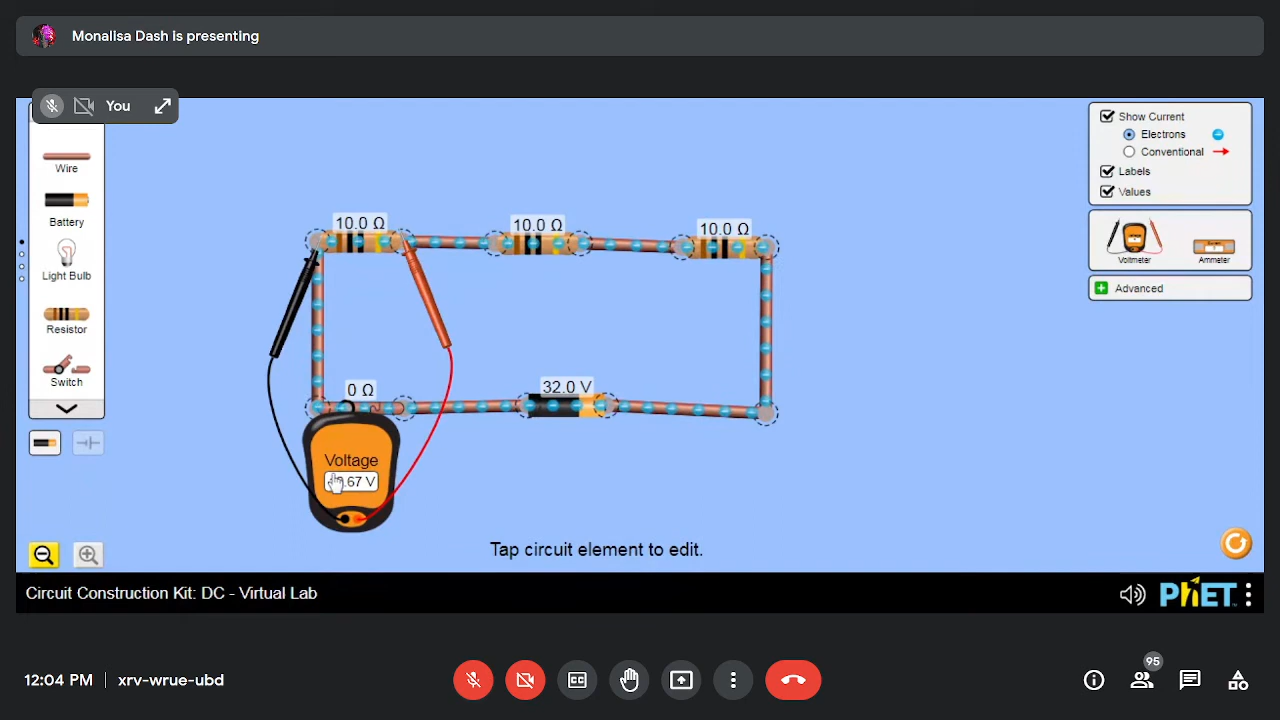 Monalisa Dash is presenting
You
Wire
Battery
Light Bulb
Resistor
Switch
10.0 Ω
10.0 Ω
10.0 Ω
0 Ω
32.0 V
Voltage
67 V
Show Current
Electrons
Conventional
Labels
Values
Voltmeter
Ammeter
Advanced
Tap circuit element to edit.
Circuit Construction Kit: DC - Virtual Lab
PhET
12:04 PM
xrv-wrue-ubd
CC
95